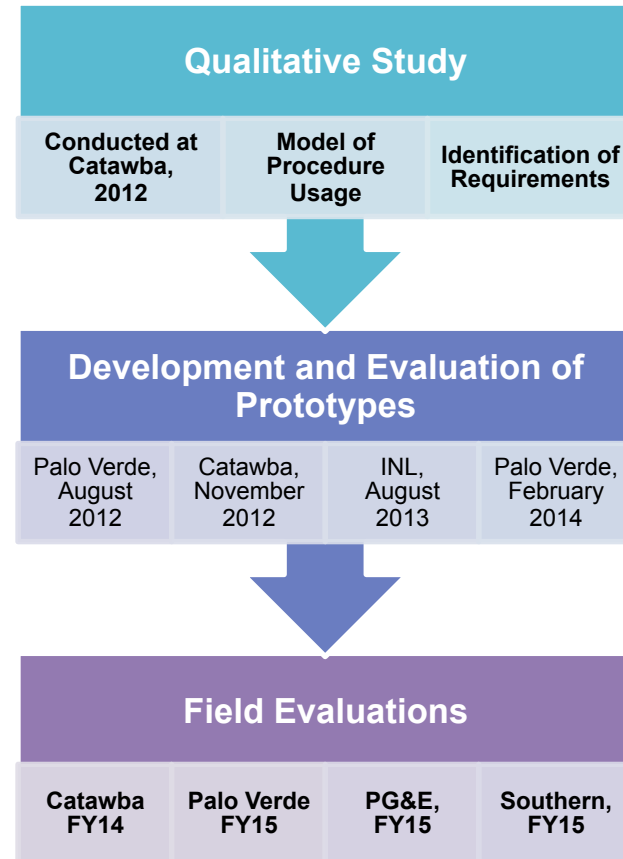 Qualitative Study
Conducted at
Catawba,
2012
Model of
Procedure
Usage
Identification of
Requirements
Development and Evaluation of
Prototypes
Palo Verde,
August
2012
Catawba,
November
2012
INL,
August
2013
Palo Verde,
February
2014
Field Evaluations
Catawba
FY14
Palo Verde
FY15
PG&E,
FY15
Southern,
FY15